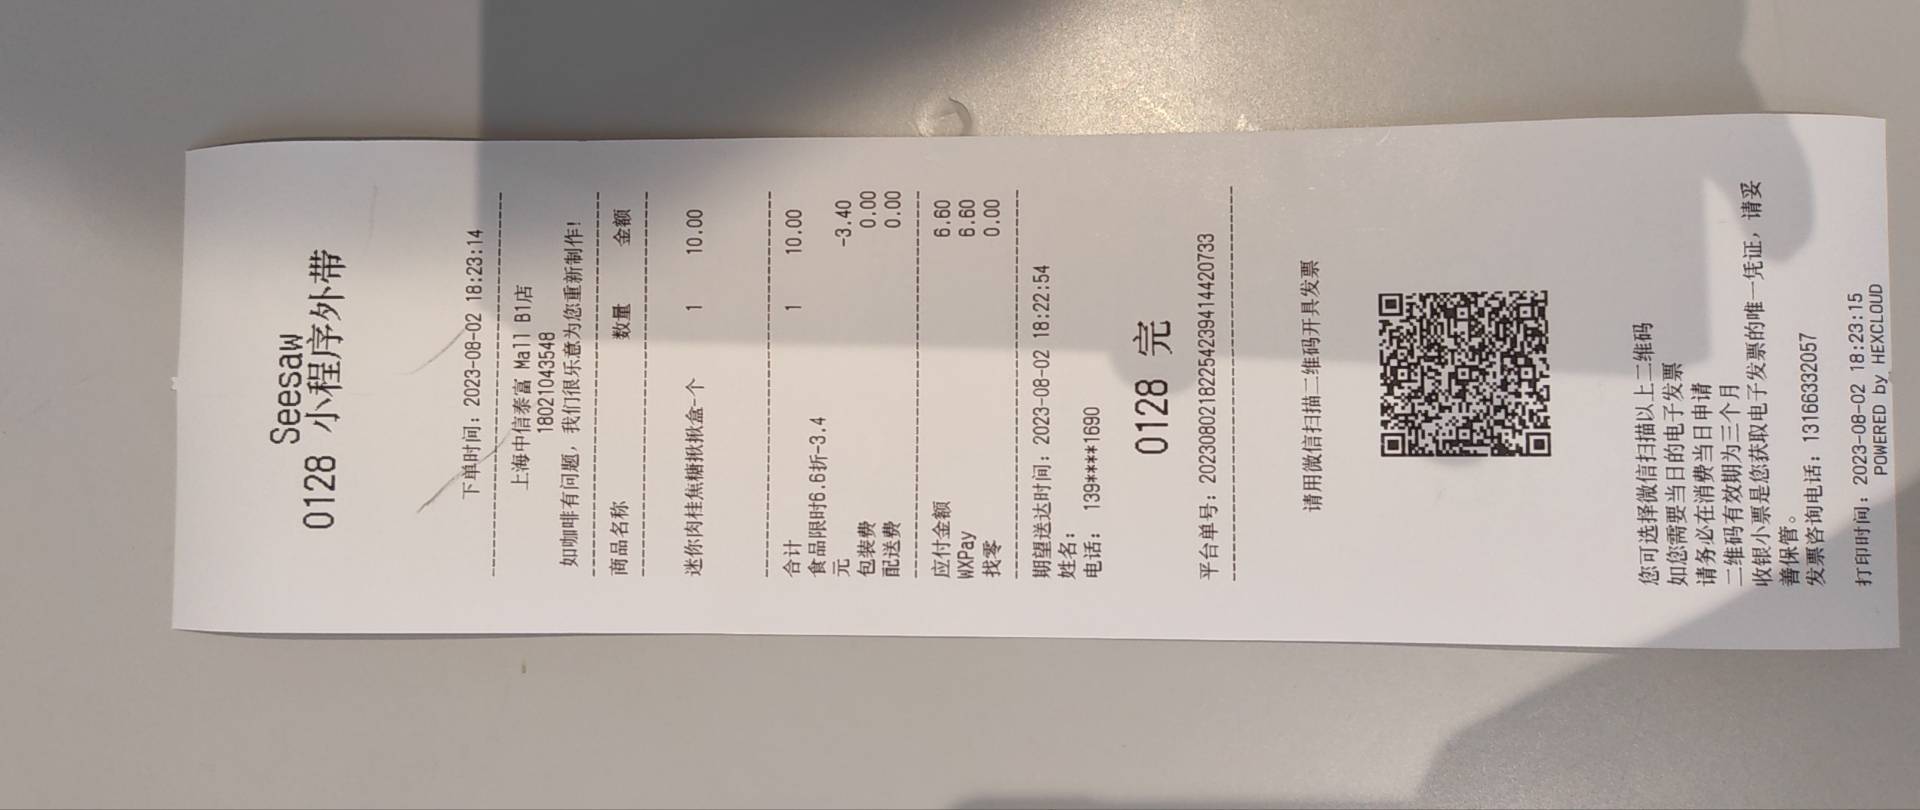 Seesaw
0128 小程序外带
下单时间: 2023-08-02 18:23:14
上海中信泰富 Mall B1店
18021043548
如咖啡有问题, 我们很乐意为您重新制作!
商品名称 数量 金额
迷你肉桂焦糖揪揪盒-个 1 10.00
合计 1 10.00
食品限时6.6折-3.4 -3.40
元
包装费 0.00
配送费 0.00
应付金额 6.60
WXPay 6.60
找零 0.00
期望送达时间: 2023-08-02 18:22:54
姓名:
电话: 139****1690
0128 完
平台单号: 20230802182254239414420733
请用微信扫描二维码开具发票
您可选择微信扫描以上二维码
如您需要当日的电子发票
请务必在消费当日申请
二维码有效期为三个月
收银小票是您获取电子发票的唯一凭证, 请妥
善保管。
发票咨询电话: 13166332057
打印时间: 2023-08-02 18:23:15
POWERED by HEXCLOUD